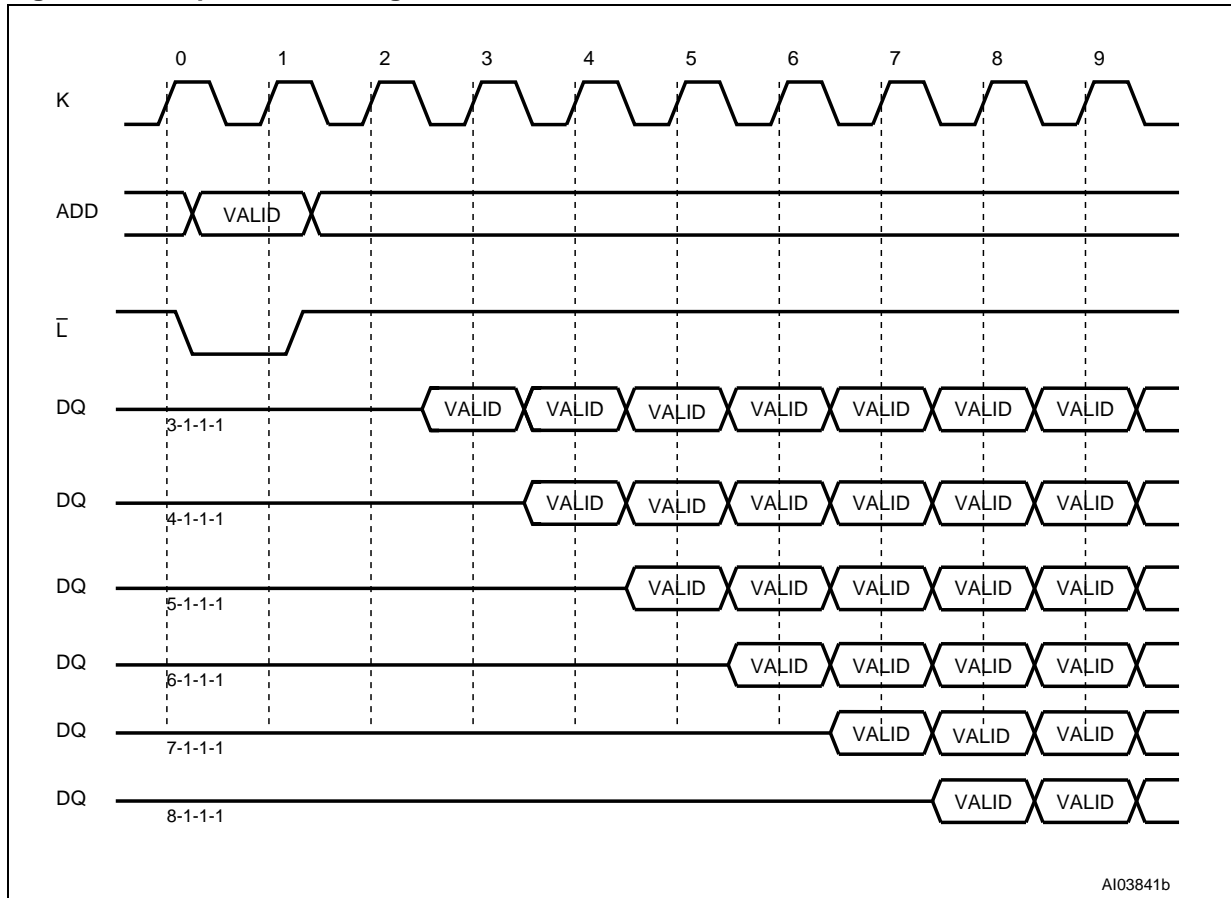 0 1 2 3 4 5 6 7 8 9
K
ADD VALID
L̅
DQ VALID VALID VALID VALID VALID VALID VALID
3-1-1-1
DQ VALID VALID VALID VALID VALID VALID
4-1-1-1
DQ VALID VALID VALID VALID VALID
5-1-1-1
DQ VALID VALID VALID VALID
6-1-1-1
DQ VALID VALID VALID
7-1-1-1
DQ VALID VALID
8-1-1-1
AI03841b